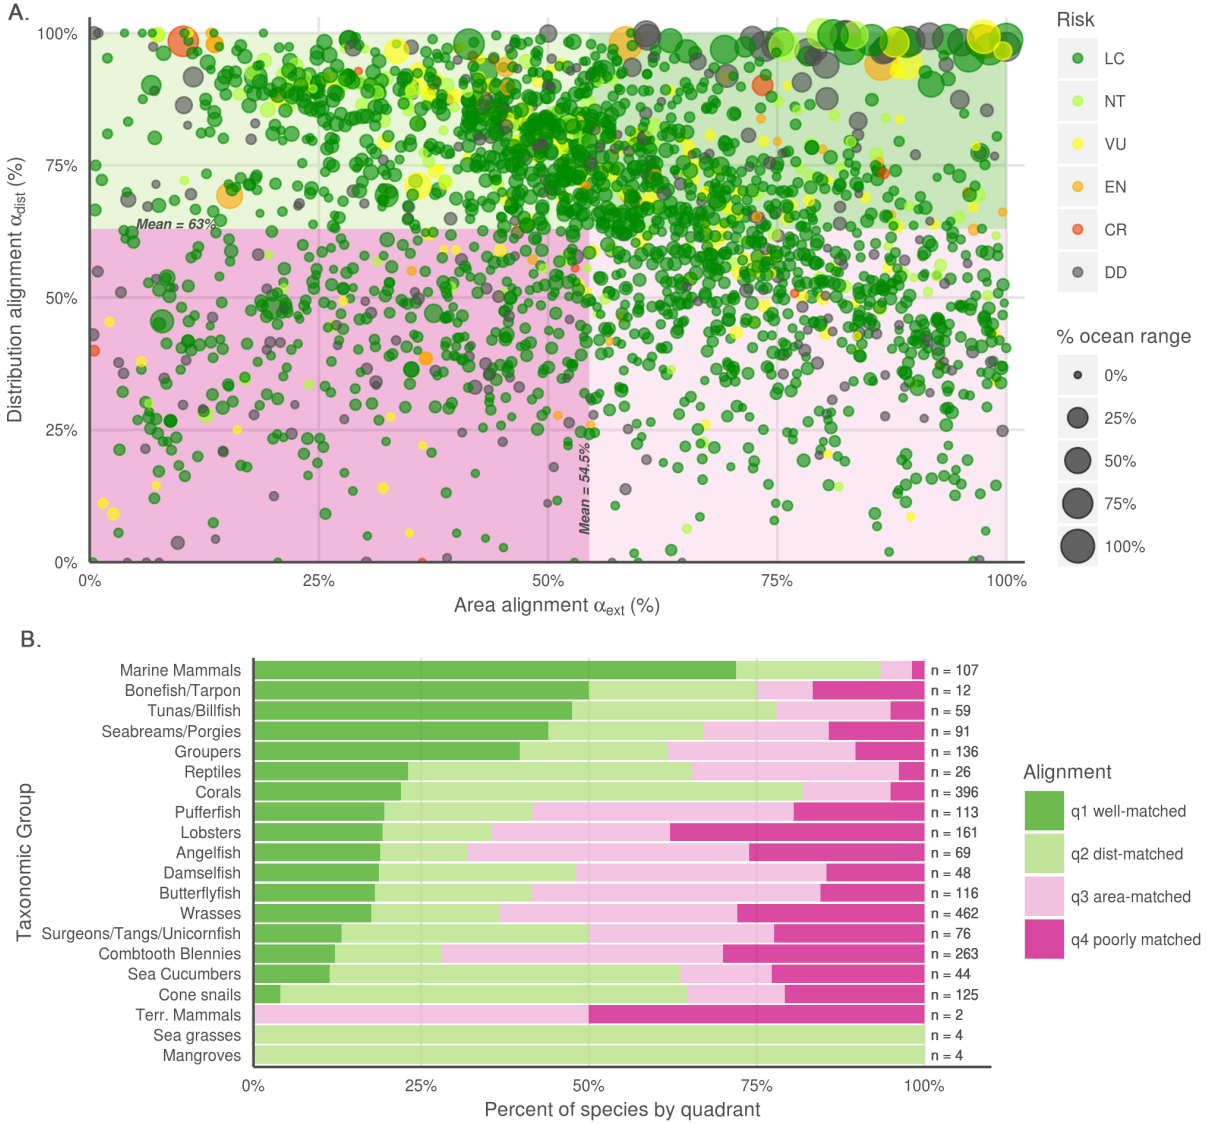 A.
100%
75%
50%
25%
0%
Distribution alignment αdist (%)
Mean = 63%
Mean = 54.5%
0%
25%
50%
75%
100%
Area alignment αext (%)
Risk
LC
NT
VU
EN
CR
DD
% ocean range
0%
25%
50%
75%
100%
B.
Taxonomic Group
Marine Mammals n = 107
Bonefish/Tarpon n = 12
Tunas/Billfish n = 59
Seabreams/Porgies n = 91
Groupers n = 136
Reptiles n = 26
Corals n = 396
Pufferfish n = 113
Lobsters n = 161
Angelfish n = 69
Damselfish n = 48
Butterflyfish n = 116
Wrasses n = 462
Surgeons/Tangs/Unicornfish n = 76
Combtooth Blennies n = 263
Sea Cucumbers n = 44
Cone snails n = 125
Terr. Mammals n = 2
Sea grasses n = 4
Mangroves n = 4
0%
25%
50%
75%
100%
Percent of species by quadrant
Alignment
q1 well-matched
q2 dist-matched
q3 area-matched
q4 poorly matched